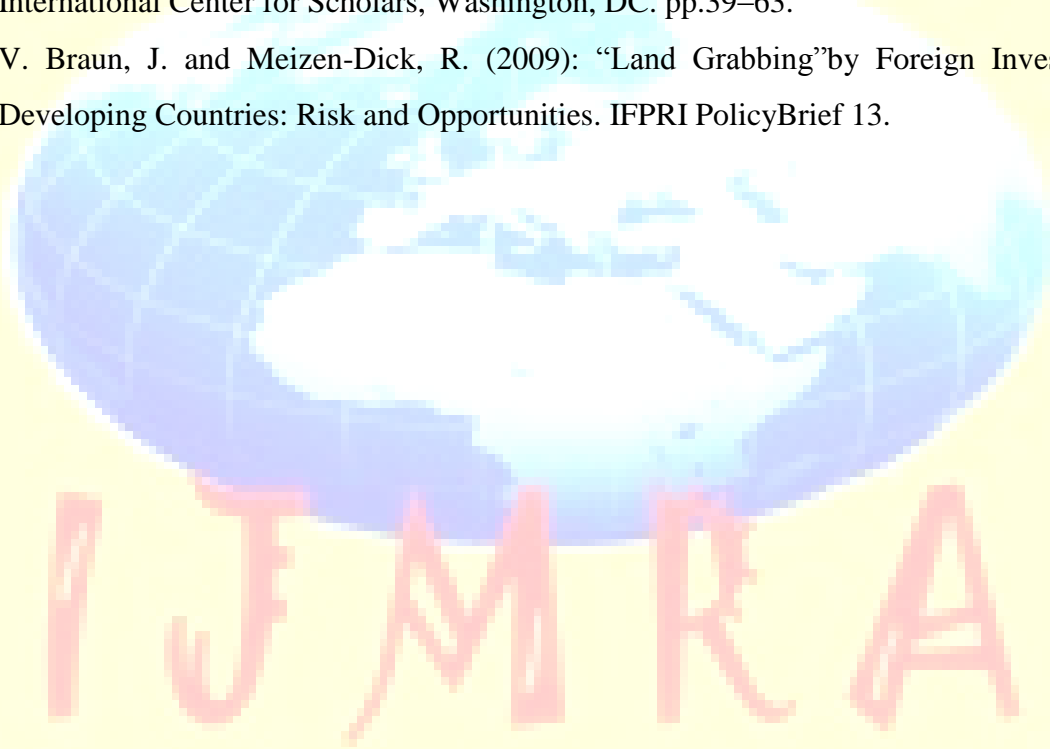 International Center for Scholars, Washington, DC. pp.39–63.
V. Braun, J. and Meizen-Dick, R. (2009): “Land Grabbing”by Foreign Inves
Developing Countries: Risk and Opportunities. IFPRI PolicyBrief 13.
IJMRA